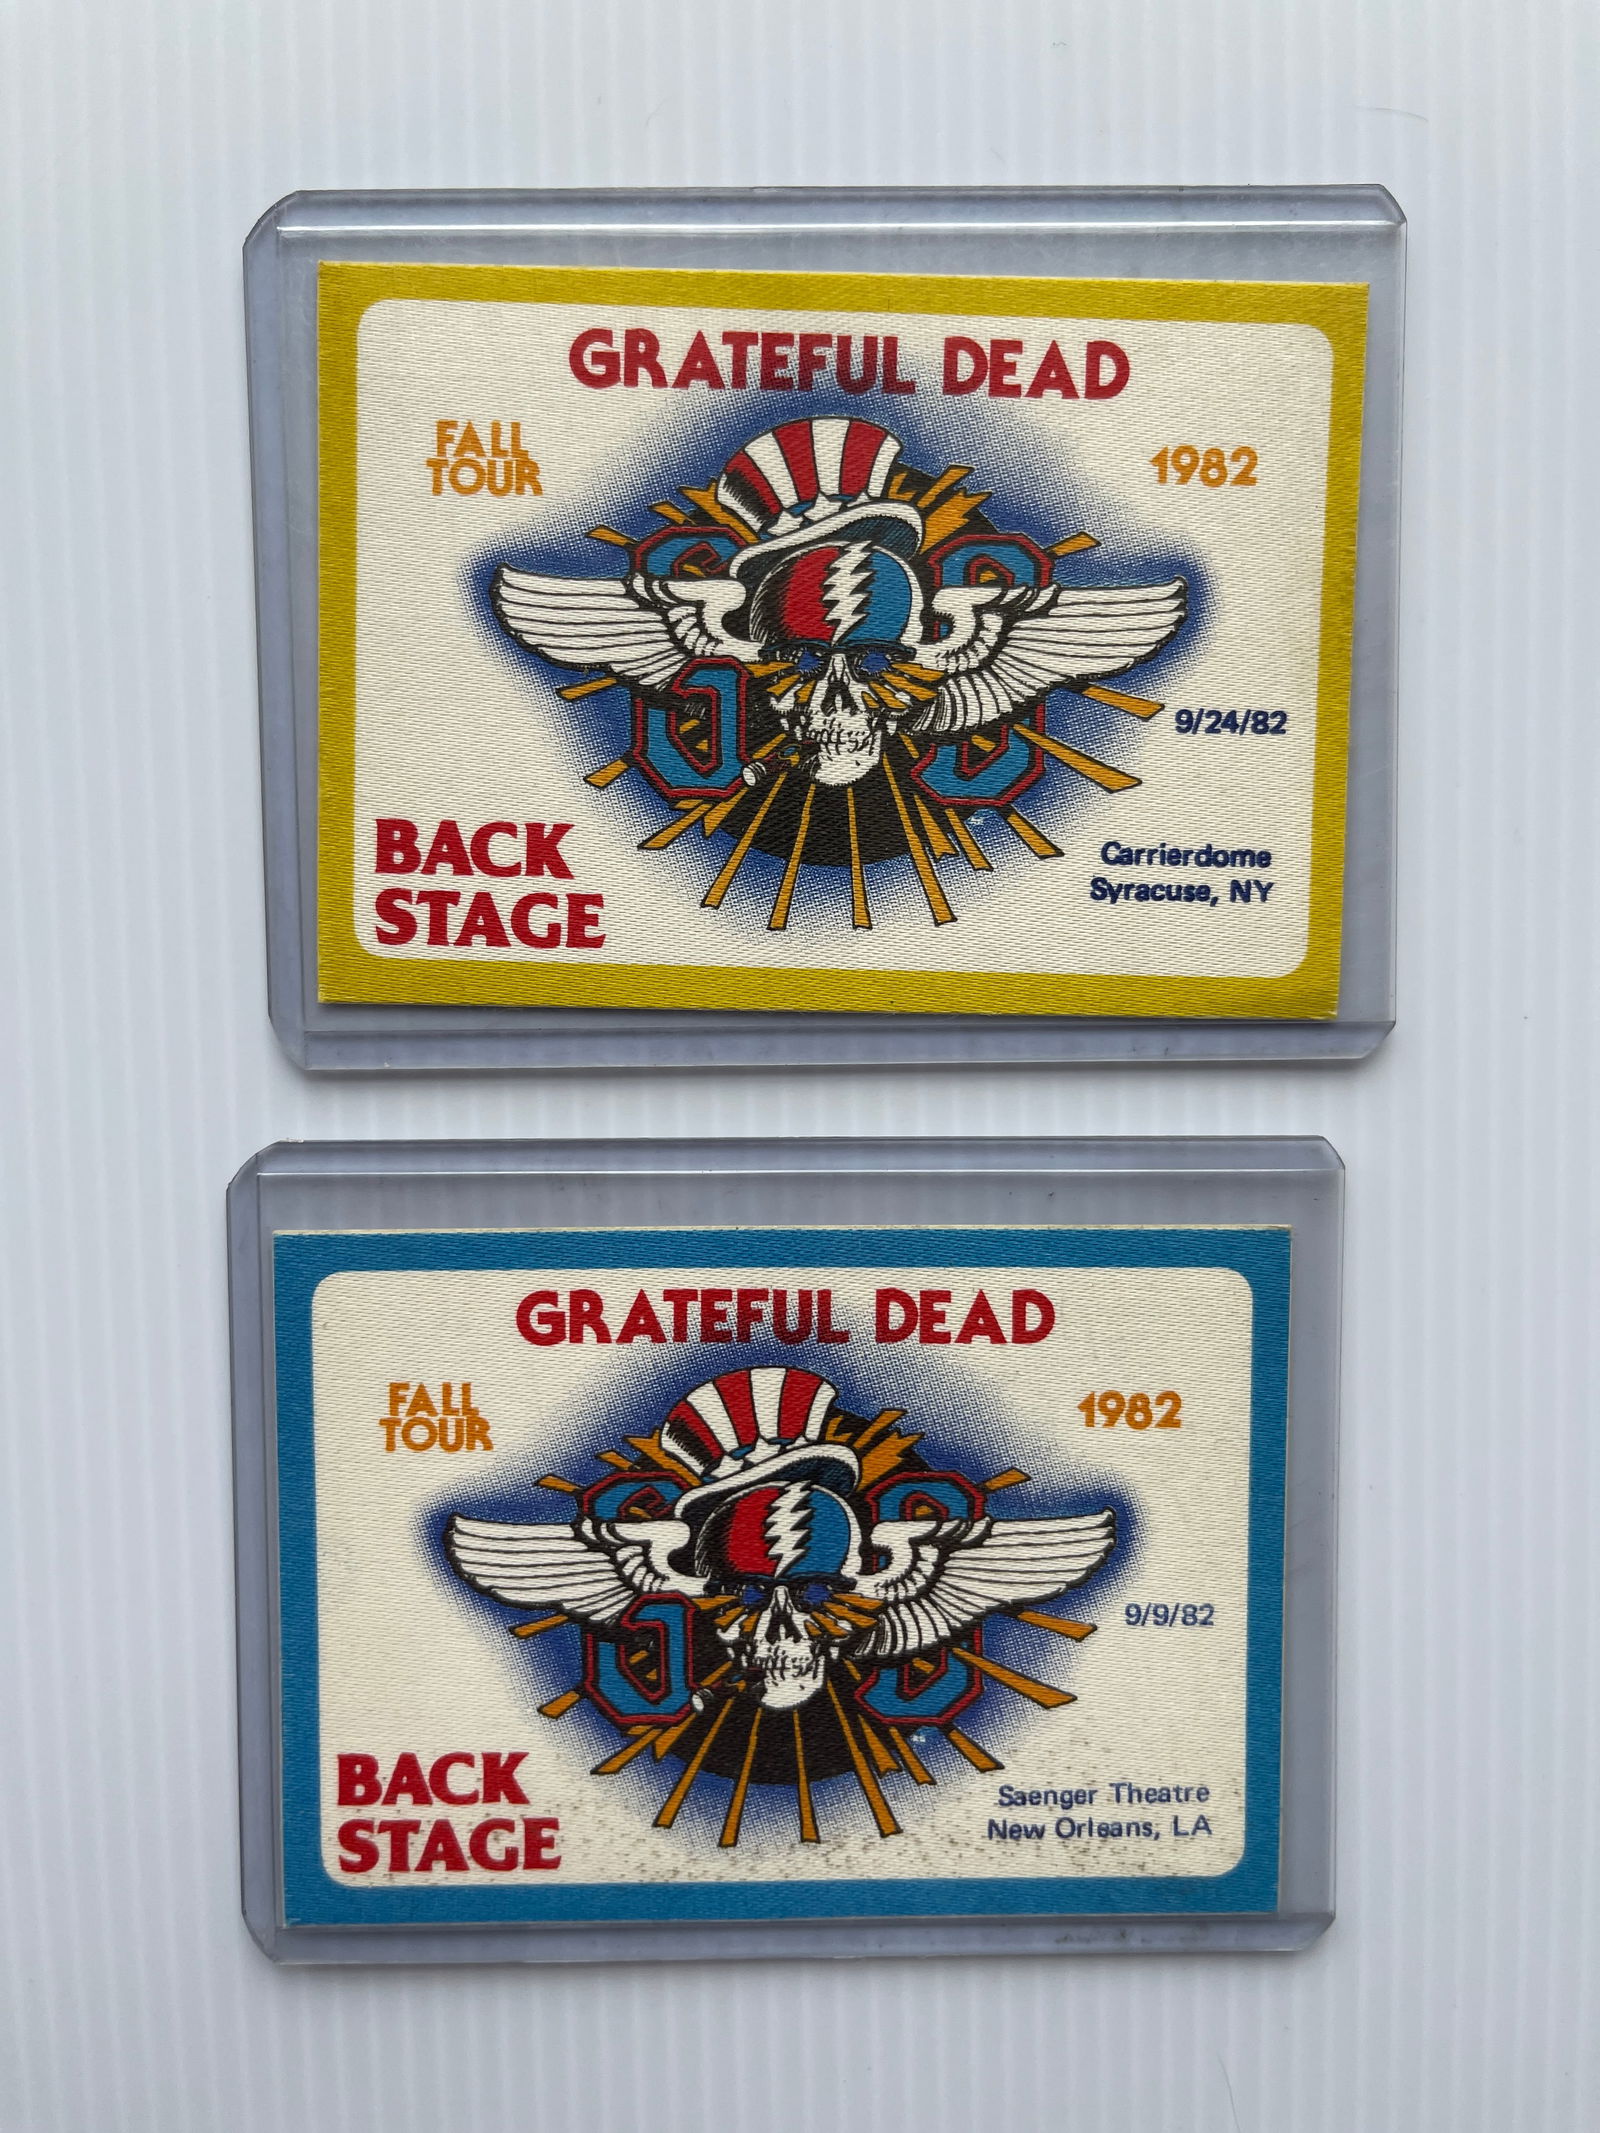 GRATEFUL DEAD
FALL
TOUR
1982
9/24/82
BACK
STAGE
Carrierdome
Syracuse, NY
GRATEFUL DEAD
FALL
TOUR
1982
9/9/82
BACK
STAGE
Saenger Theatre
New Orleans, LA